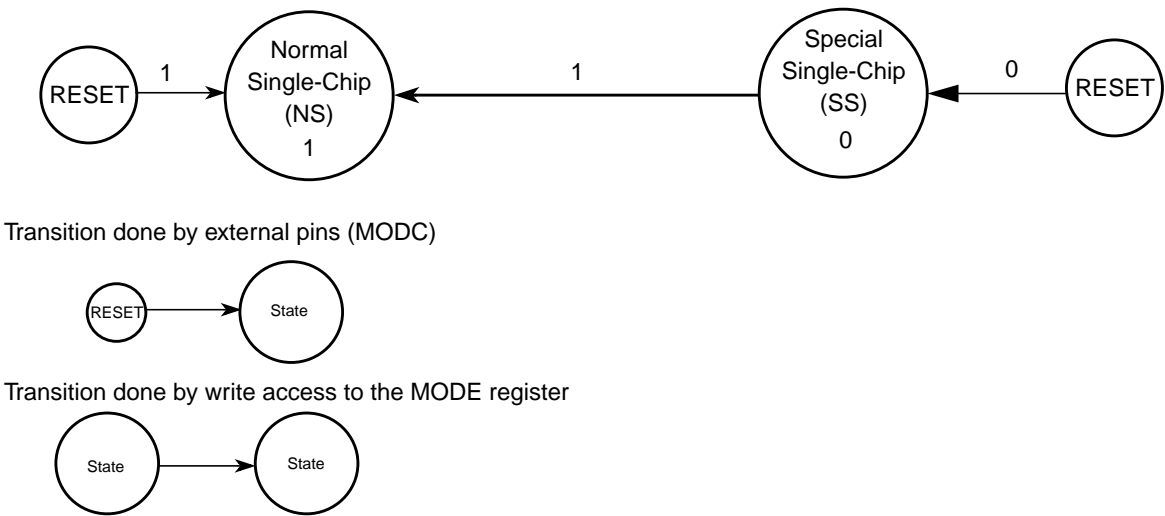 RESET
1
Normal
Single-Chip
(NS)
1
1
Special
Single-Chip
(SS)
0
0
RESET
Transition done by external pins (MODC)
RESET
State
Transition done by write access to the MODE register
State
State